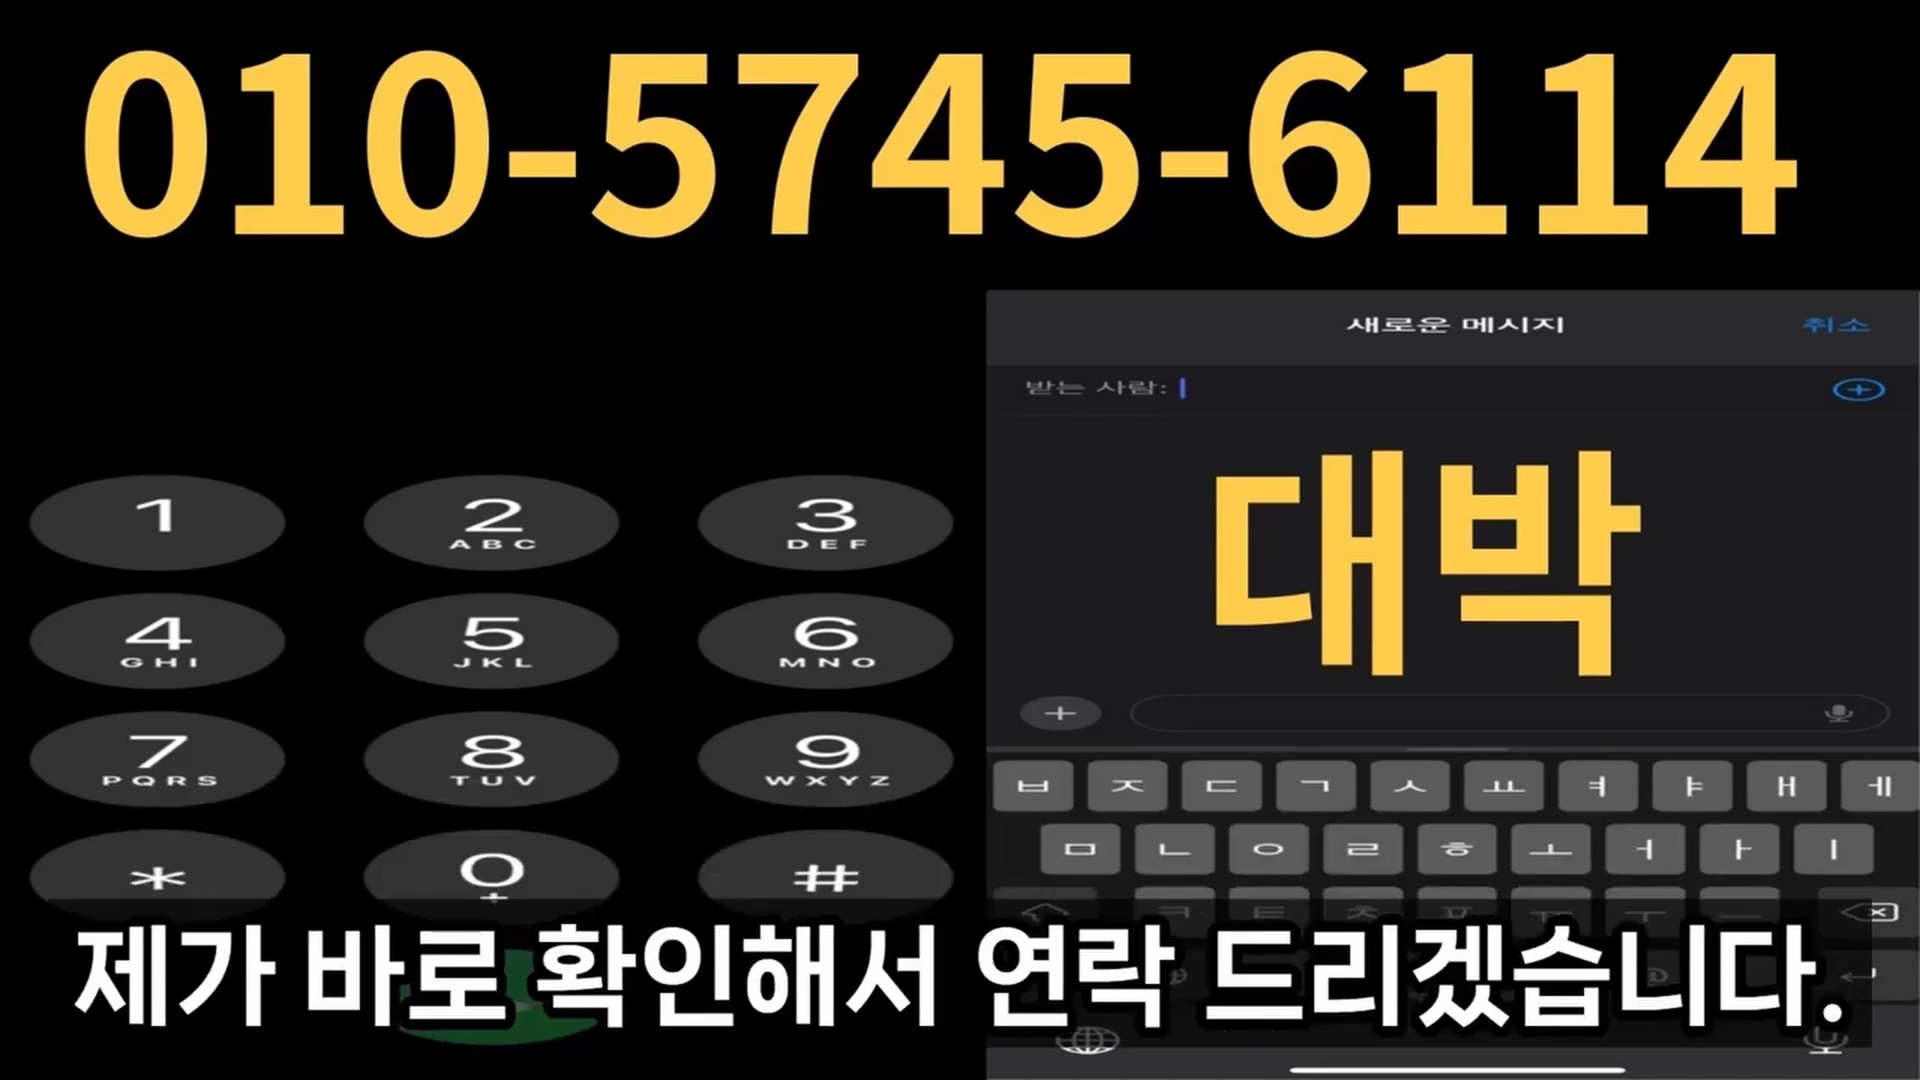 010-5745-6114
새로운 메시지
취소
받는 사람:
대박
1
2
ABC
3
DEF
4
GHI
5
JKL
6
MNO
7
PQRS
8
TUV
9
WXYZ
*
0
+
#
ㅂ ㅈ ㄷ ㄱ ㅅ ㅛ ㅕ ㅑ ㅐ ㅔ
ㅁ ㄴ ㅇ ㄹ ㅎ ㅗ ㅓ ㅏ ㅣ
ㅋ ㅌ ㅊ ㅍ ㅠ ㅜ ㅡ
제가 바로 확인해서 연락 드리겠습니다.